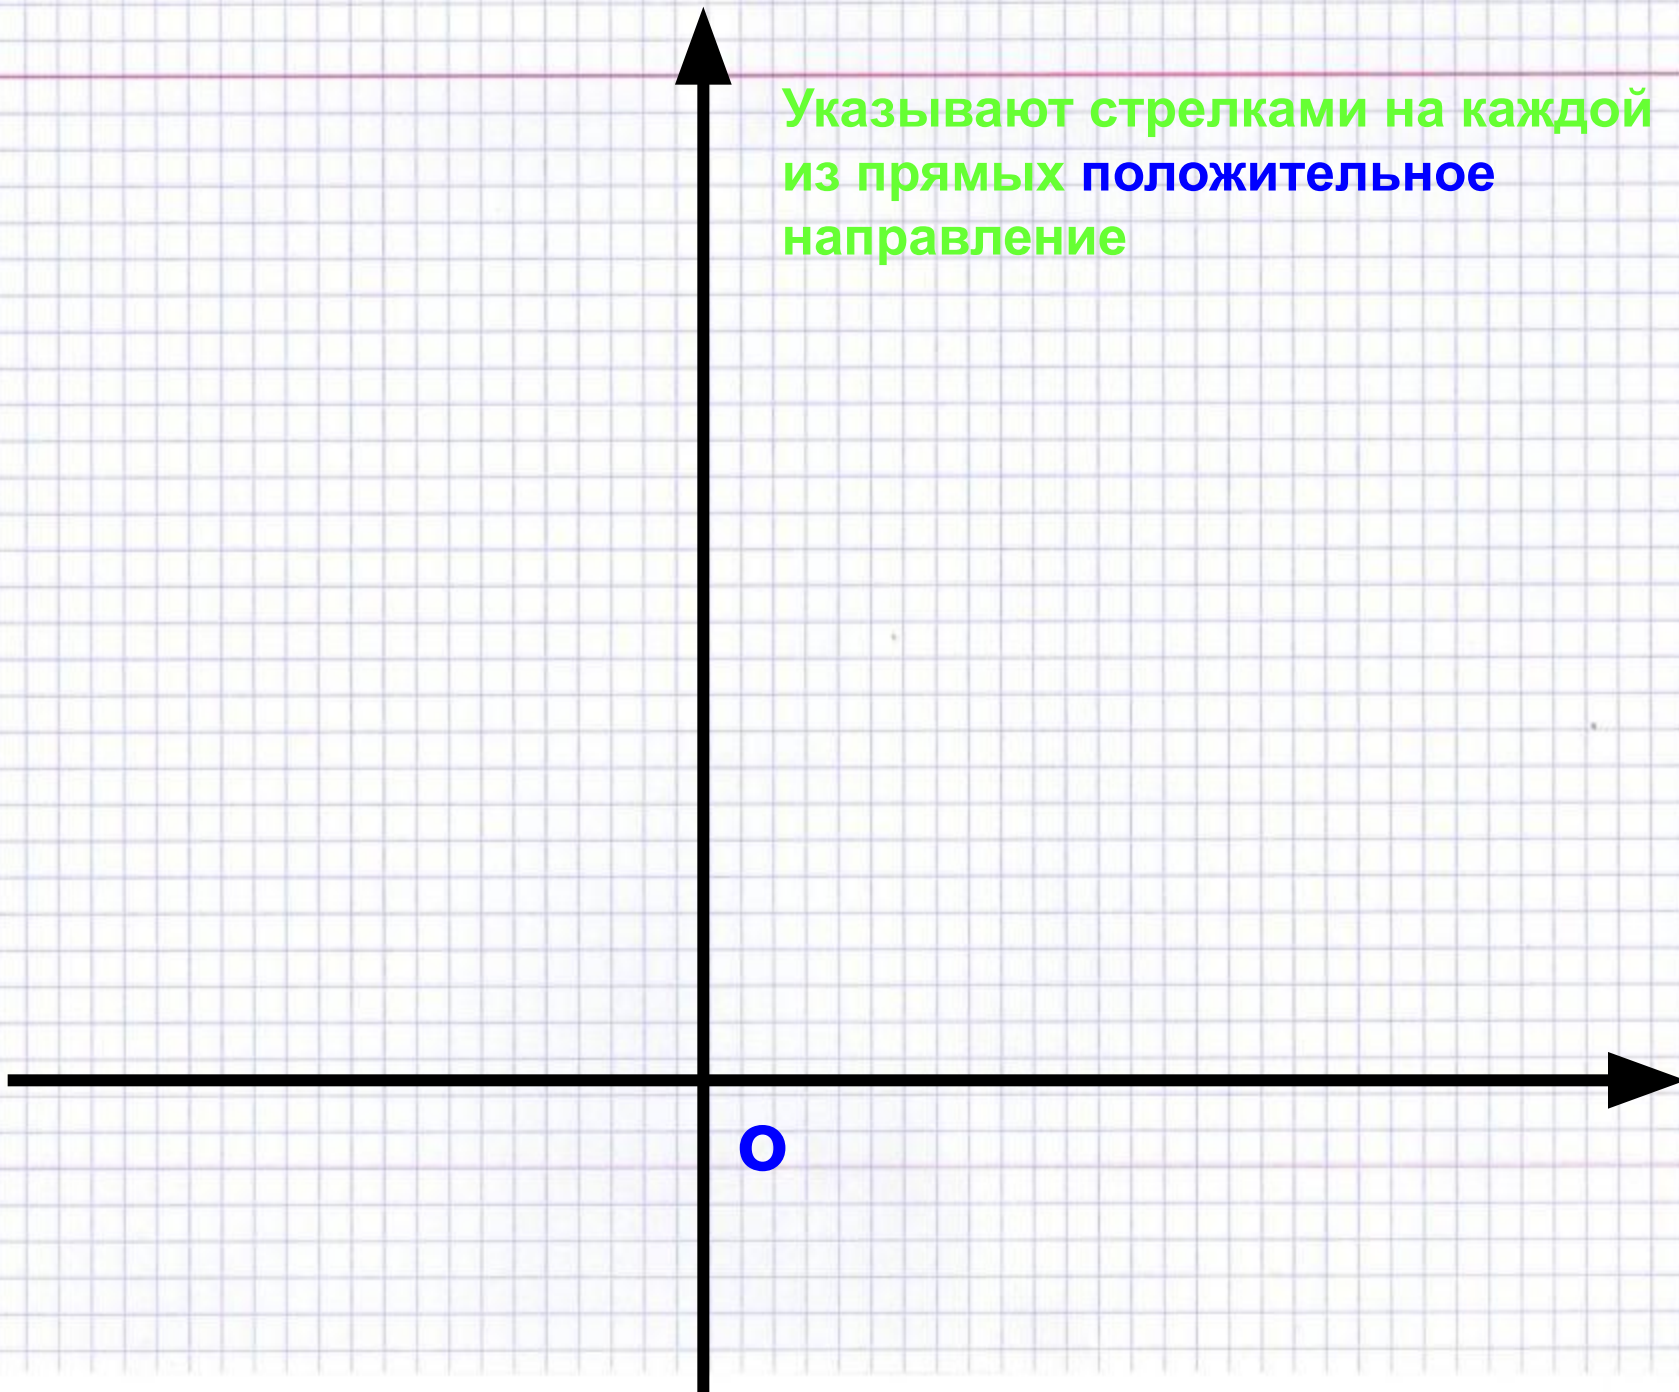 Указывают стрелками на каждой
из прямых положительное
направление
О